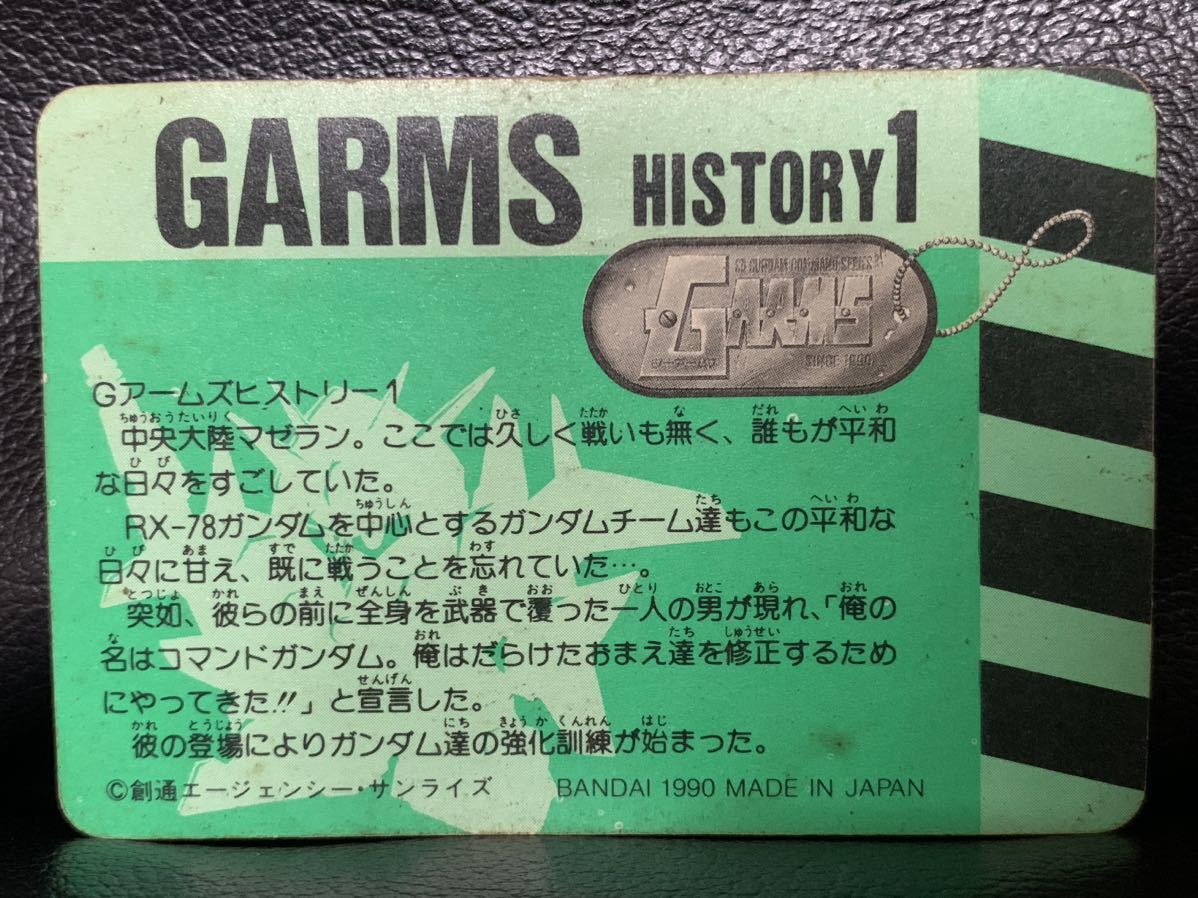 GARMS HISTORY1
SD GUNDAM COMMAND SERIES
GARMS
SINCE 1990
Gアームズヒストリー1
中央大陸マゼラン。ここでは久しく戦いも無く、誰もが平和
な日々をすごしていた。
RX-78ガンダムを中心とするガンダムチーム達もこの平和な
日々に甘え、既に戦うことを忘れていた…。
突如、彼らの前に全身を武器で覆った一人の男が現れ、「俺の
名はコマンドガンダム。俺はだらけたおまえ達を修正するため
にやってきた!!」と宣言した。
彼の登場によりガンダム達の強化訓練が始まった。
©創通エージェンシー・サンライズ BANDAI 1990 MADE IN JAPAN